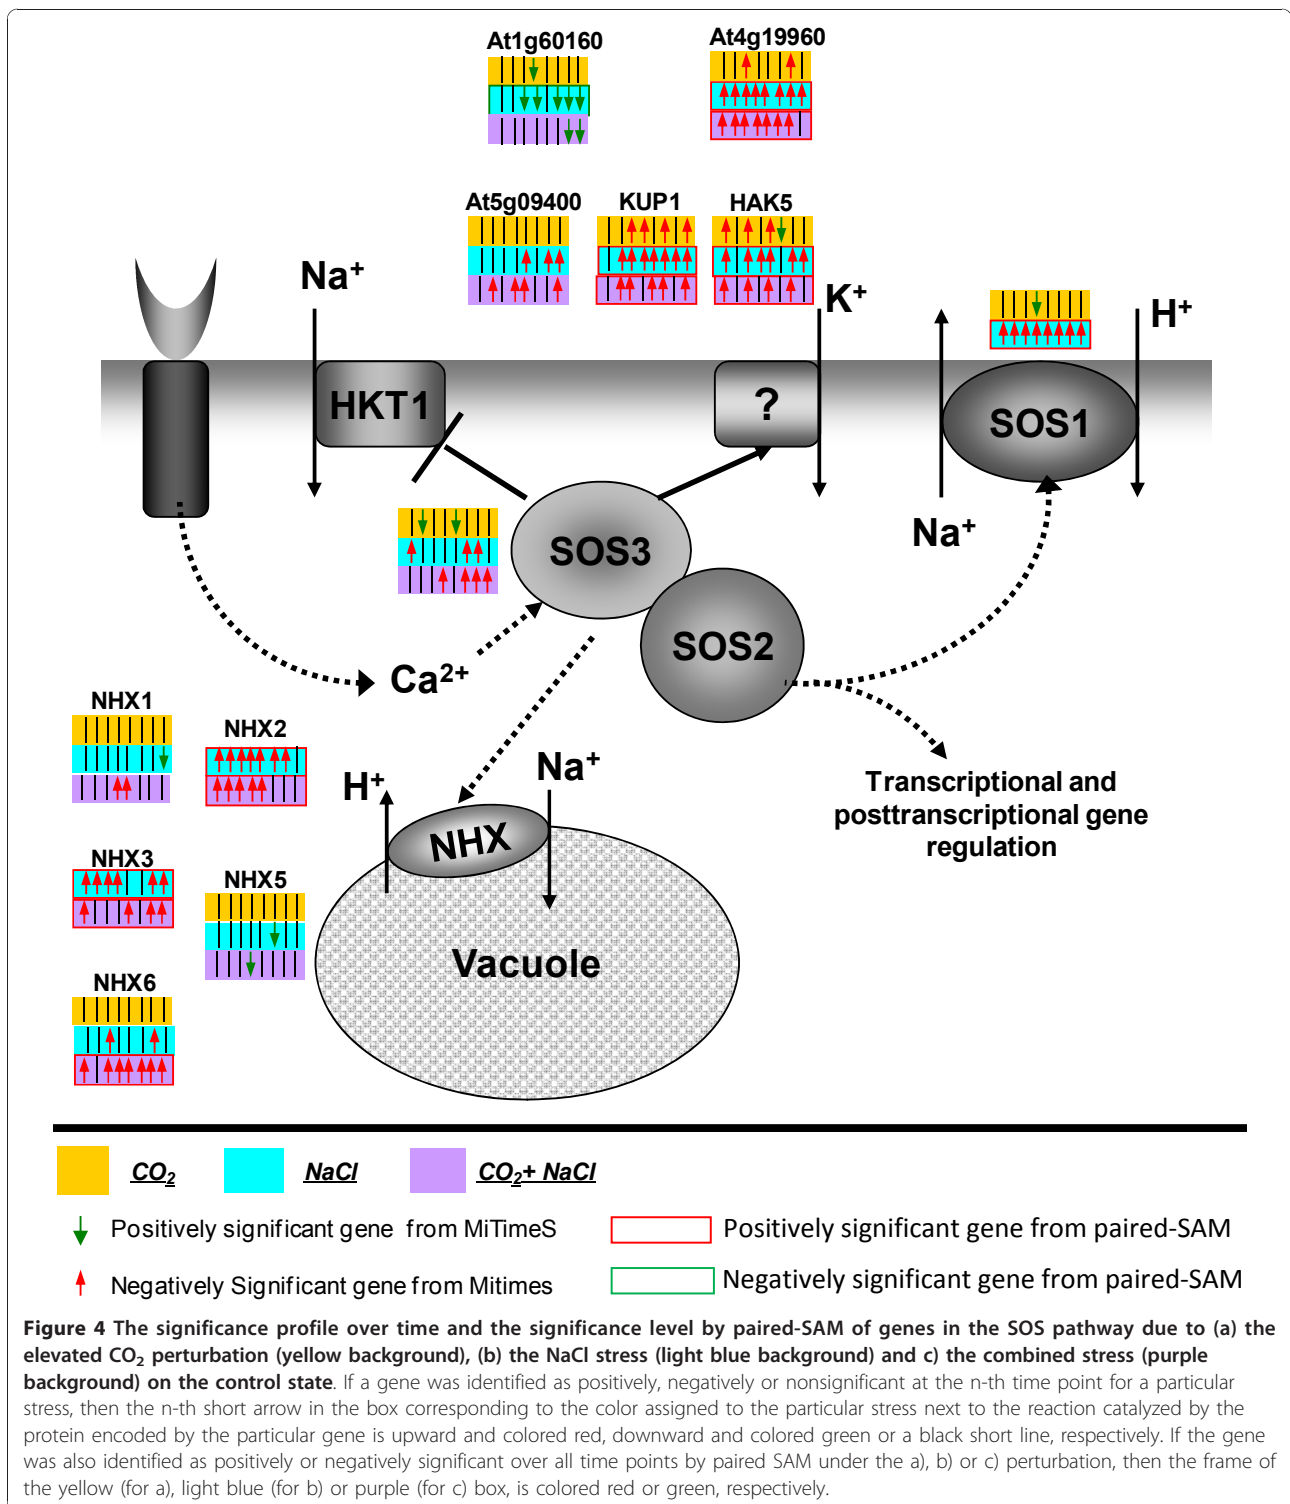 At1g60160 At4g19960
At5g09400 KUP1 HAK5
Na+ K+ H+
HKT1 ? SOS1
Na+
SOS3
SOS2
Ca2+
NHX1
NHX2
H+ Na+
Transcriptional and
posttranscriptional gene
regulation
NHX
NHX3
NHX5
Vacuole
NHX6
CO2 NaCl CO2+ NaCl
Positively significant gene from MiTimeS Positively significant gene from paired-SAM
Negatively Significant gene from Mitimes Negatively significant gene from paired-SAM
Figure 4 The significance profile over time and the significance level by paired-SAM of genes in the SOS pathway due to (a) the
elevated CO2 perturbation (yellow background), (b) the NaCl stress (light blue background) and c) the combined stress (purple
background) on the control state. If a gene was identified as positively, negatively or nonsignificant at the n-th time point for a particular
stress, then the n-th short arrow in the box corresponding to the color assigned to the particular stress next to the reaction catalyzed by the
protein encoded by the particular gene is upward and colored red, downward and colored green or a black short line, respectively. If the gene
was also identified as positively or negatively significant over all time points by paired SAM under the a), b) or c) perturbation, then the frame of
the yellow (for a), light blue (for b) or purple (for c) box, is colored red or green, respectively.